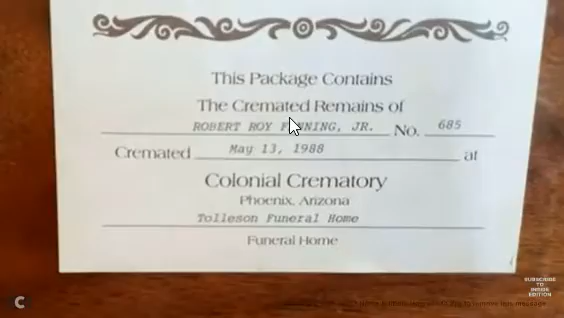 This Package Contains
The Cremated Remains of
ROBERT ROY NNING, JR. No. 685
Cremated May 13, 1988 at
Colonial Crematory
Phoenix, Arizona
Tolleson Funeral Home
Funeral Home
SUBSCRIBE
TO
INSIDE
EDITION
C